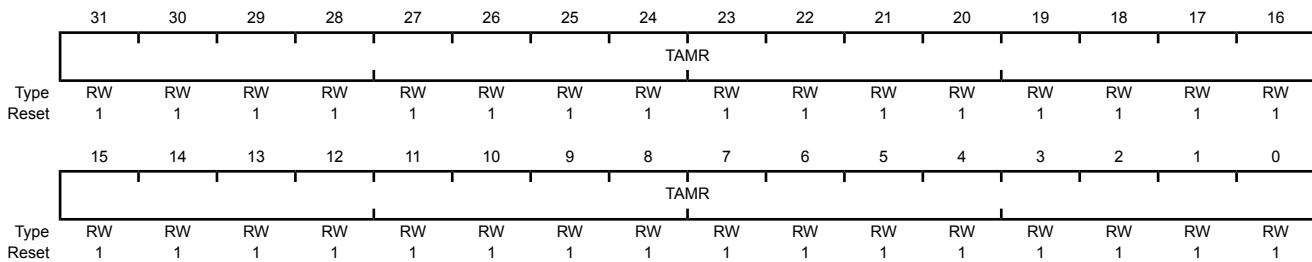 31 30 29 28 27 26 25 24 23 22 21 20 19 18 17 16
TAMR
Type RW RW RW RW RW RW RW RW RW RW RW RW RW RW RW RW
Reset 1 1 1 1 1 1 1 1 1 1 1 1 1 1 1 1
15 14 13 12 11 10 9 8 7 6 5 4 3 2 1 0
TAMR
Type RW RW RW RW RW RW RW RW RW RW RW RW RW RW RW RW
Reset 1 1 1 1 1 1 1 1 1 1 1 1 1 1 1 1